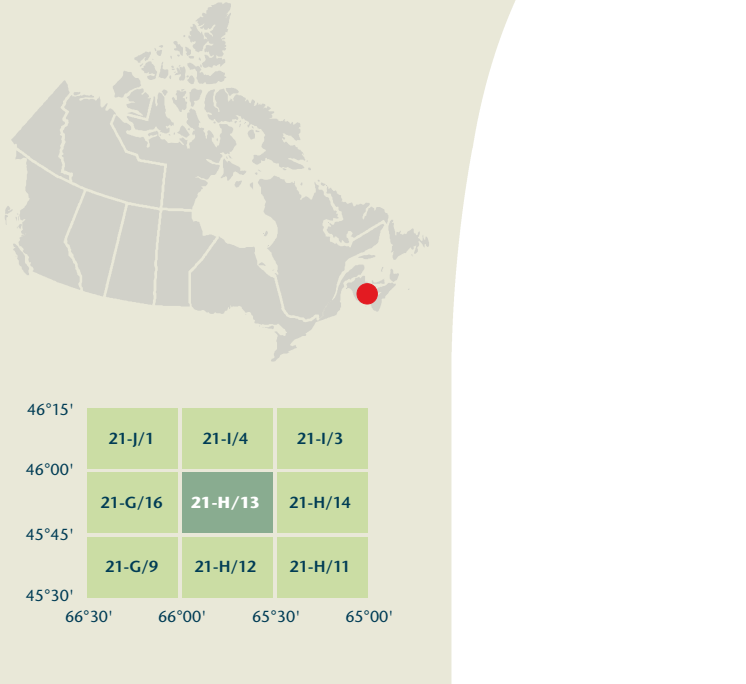 46°15'
21-J/1 21-I/4 21-I/3
46°00'
21-G/16 21-H/13 21-H/14
45°45'
21-G/9 21-H/12 21-H/11
45°30'
66°30' 66°00' 65°30' 65°00'